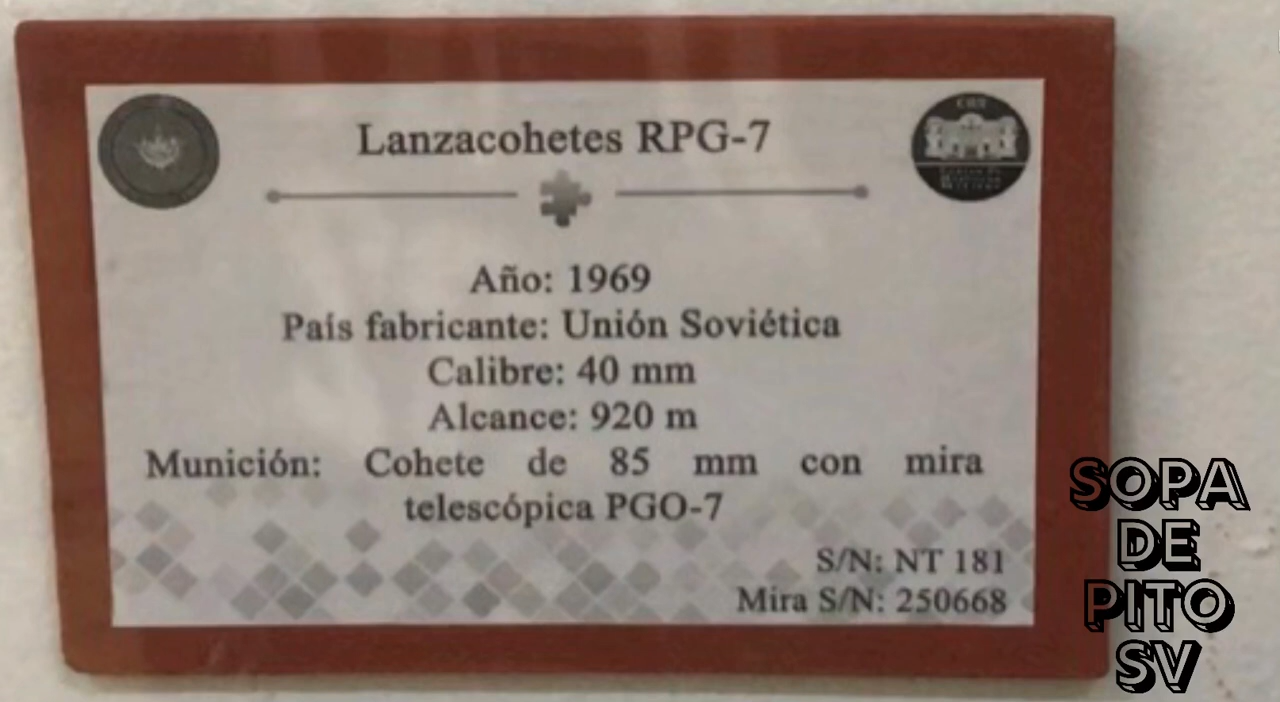 Lanzacohetes RPG-7
Año: 1969
País fabricante: Unión Soviética
Calibre: 40 mm
Alcance: 920 m
Munición: Cohete de 85 mm con mira
telescópica PGO-7
S/N: NT 181
Mira S/N: 250668
SOPA
DE
PITO
SV